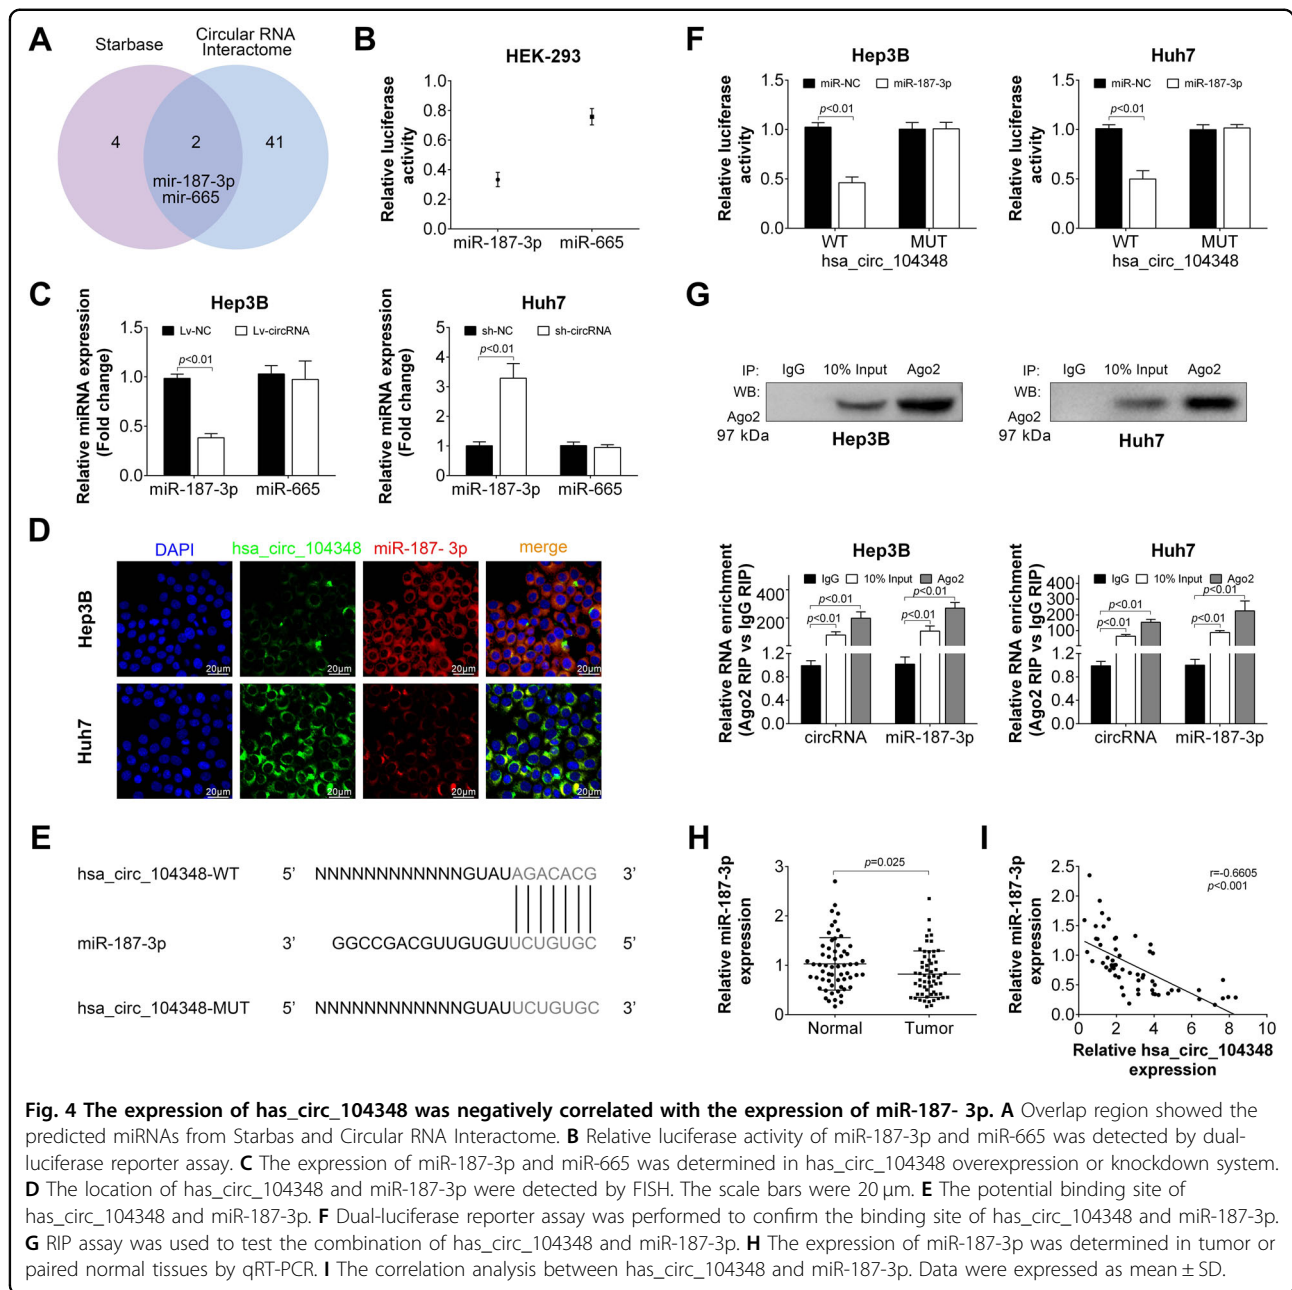 A
Starbase
Circular RNA
Interactome
4
2
41
mir-187-3p
mir-665
B
HEK-293
Relative luciferase
activity
1.0
0.8
0.6
0.4
0.2
0.0
miR-187-3p
miR-665
C
Hep3B
Relative miRNA expression
(Fold change)
Lv-NC
Lv-circRNA
1.5
1.0
0.5
0.0
p<0.01
miR-187-3p
miR-665
Huh7
Relative miRNA expression
(Fold change)
sh-NC
sh-circRNA
5
4
3
2
1
0
p<0.01
miR-187-3p
miR-665
D
DAPI
hsa_circ_104348
miR-187- 3p
merge
Hep3B
20µm
20µm
20µm
20µm
Huh7
20µm
20µm
20µm
20µm
E
hsa_circ_104348-WT 5’ NNNNNNNNNNNNGUAUAGACACG 3’
miR-187-3p 3’ GGCCGACGUUGUGUUCUGUGC 5’
hsa_circ_104348-MUT 5’ NNNNNNNNNNNNGUAUUCUGUGC 3’
F
Hep3B
Relative luciferase
activity
miR-NC
miR-187-3p
1.5
1.0
0.5
0.0
p<0.01
WT
MUT
hsa_circ_104348
Huh7
Relative luciferase
activity
miR-NC
miR-187-3p
1.5
1.0
0.5
0.0
p<0.01
WT
MUT
hsa_circ_104348
G
IP: IgG 10% Input Ago2
WB:
Ago2
97 kDa
Hep3B
IP: IgG 10% Input Ago2
WB:
Ago2
97 kDa
Huh7
Hep3B
Relative RNA enrichment
(Ago2 RIP vs IgG RIP)
IgG
10% Input
Ago2
400
200
1.2
0.8
0.4
0.0
p<0.01
p<0.01
p<0.01
p<0.01
circRNA
miR-187-3p
Huh7
Relative RNA enrichment
(Ago2 RIP vs IgG RIP)
IgG
10% Input
Ago2
400
300
200
100
1.2
0.8
0.4
0.0
p<0.01
p<0.01
p<0.01
p<0.01
circRNA
miR-187-3p
H
Relative miR-187-3p
expression
3
2
1
0
p=0.025
Normal
Tumor
I
Relative miR-187-3p
expression
2.5
2.0
1.5
1.0
0.5
0.0
r=-0.6605
p<0.001
0
2
4
6
8
10
Relative hsa_circ_104348
expression
Fig. 4 The expression of has_circ_104348 was negatively correlated with the expression of miR-187- 3p. A Overlap region showed the
predicted miRNAs from Starbas and Circular RNA Interactome. B Relative luciferase activity of miR-187-3p and miR-665 was detected by dual-
luciferase reporter assay. C The expression of miR-187-3p and miR-665 was determined in has_circ_104348 overexpression or knockdown system.
D The location of has_circ_104348 and miR-187-3p were detected by FISH. The scale bars were 20 µm. E The potential binding site of
has_circ_104348 and miR-187-3p. F Dual-luciferase reporter assay was performed to confirm the binding site of has_circ_104348 and miR-187-3p.
G RIP assay was used to test the combination of has_circ_104348 and miR-187-3p. H The expression of miR-187-3p was determined in tumor or
paired normal tissues by qRT-PCR. I The correlation analysis between has_circ_104348 and miR-187-3p. Data were expressed as mean ± SD.